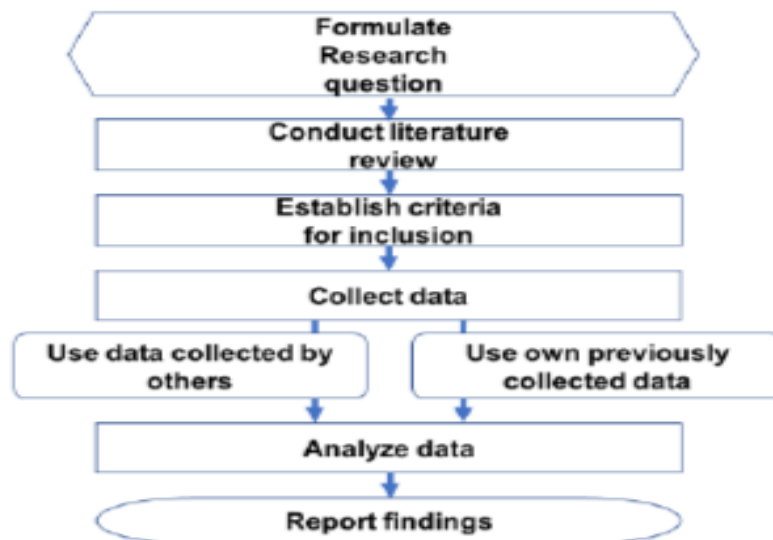 Formulate
Research
question
Conduct literature
review
Establish criteria
for inclusion
Collect data
Use data collected by
others
Use own previously
collected data
Analyze data
Report findings